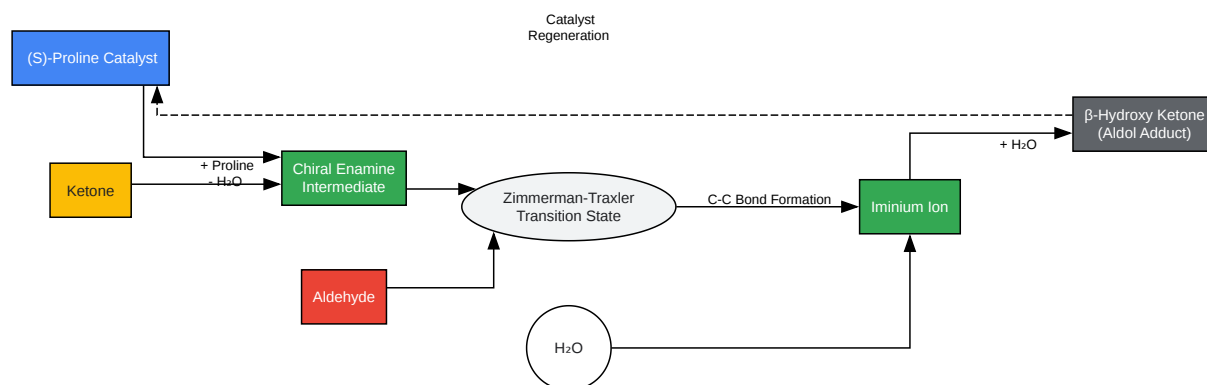 Catalyst
Regeneration
(S)-Proline Catalyst
β-Hydroxy Ketone
(Aldol Adduct)
+ H₂O
+ Proline
- H₂O
Ketone
Chiral Enamine
Intermediate
Zimmerman-Traxler
Transition State
C-C Bond Formation
Iminium Ion
Aldehyde
H₂O